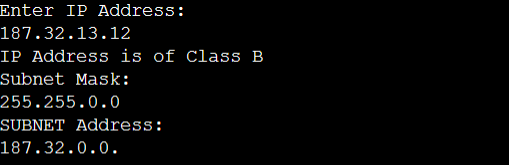 Enter IP Address:
187.32.13.12
IP Address is of Class B
Subnet Mask:
255.255.0.0
SUBNET Address:
187.32.0.0.